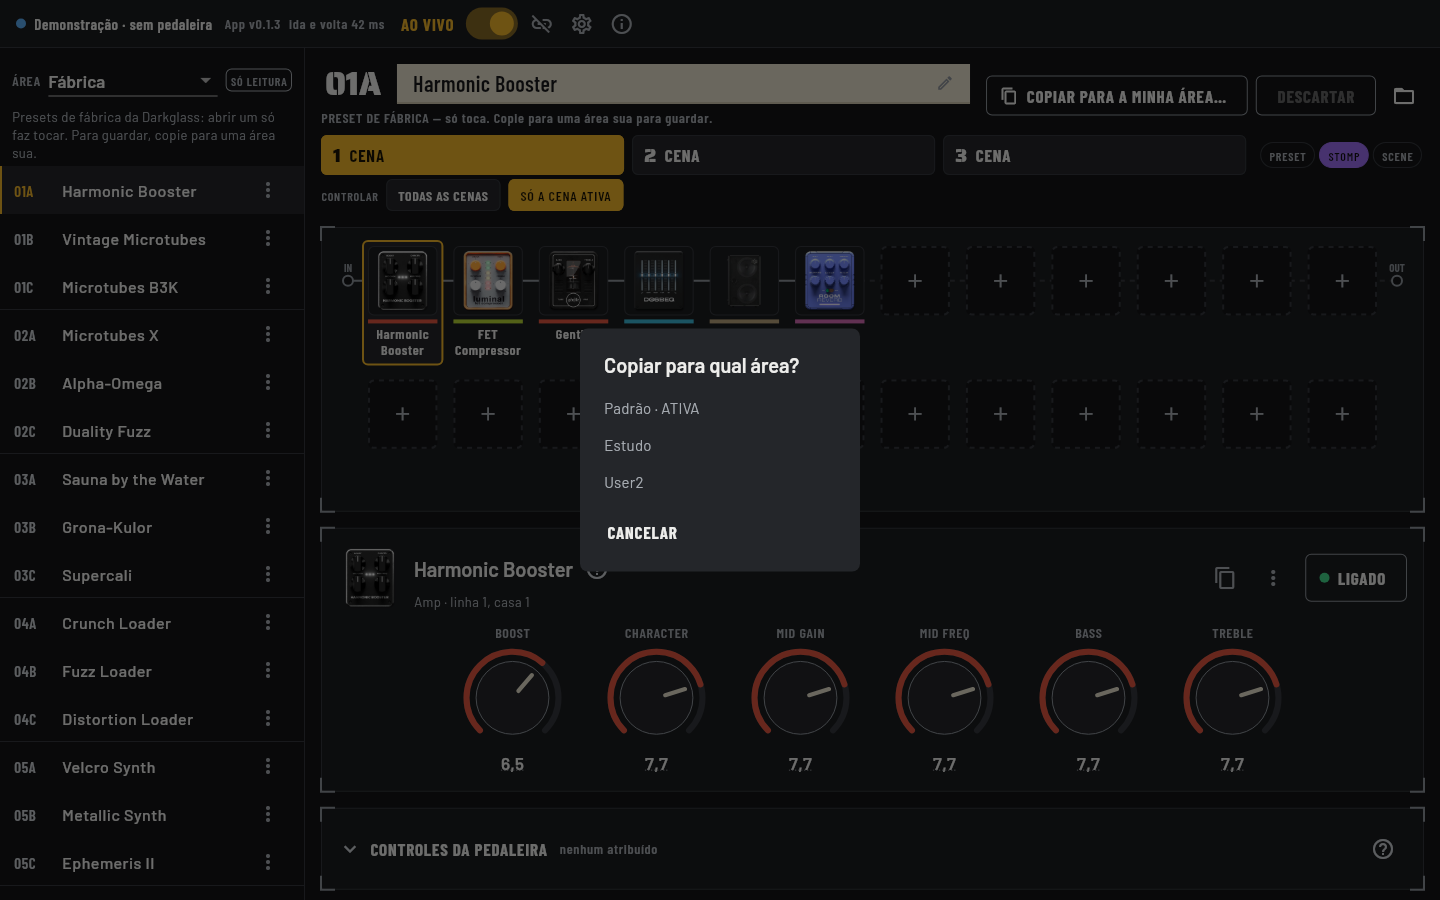 Demonstração · sem pedaleira App v0.1.3 Ida e volta 42 ms AO VIVO
ÁREA Fábrica SÓ LEITURA
Presets de fábrica da Darkglass: abrir um só
faz tocar. Para guardar, copie para uma área
sua.
01A Harmonic Booster
01B Vintage Microtubes
01C Microtubes B3K
02A Microtubes X
02B Alpha-Omega
02C Duality Fuzz
03A Sauna by the Water
03B Grona-Kulor
03C Supercali
04A Crunch Loader
04B Fuzz Loader
04C Distortion Loader
05A Velcro Synth
05B Metallic Synth
05C Ephemeris II
01A Harmonic Booster COPIAR PARA A MINHA ÁREA... DESCARTAR
PRESET DE FÁBRICA — só toca. Copie para uma área sua para guardar.
1 CENA 2 CENA 3 CENA PRESET STOMP SCENE
CONTROLAR TODAS AS CENAS SÓ A CENA ATIVA
IN OUT
Harmonic
Booster
FET
Compressor
Copiar para qual área?
Padrão · ATIVA
Estudo
User2
CANCELAR
Harmonic Booster
Amp · linha 1, casa 1
LIGADO
BOOST CHARACTER MID GAIN MID FREQ BASS TREBLE
6,5 7,7 7,7 7,7 7,7 7,7
CONTROLES DA PEDALEIRA nenhum atribuído